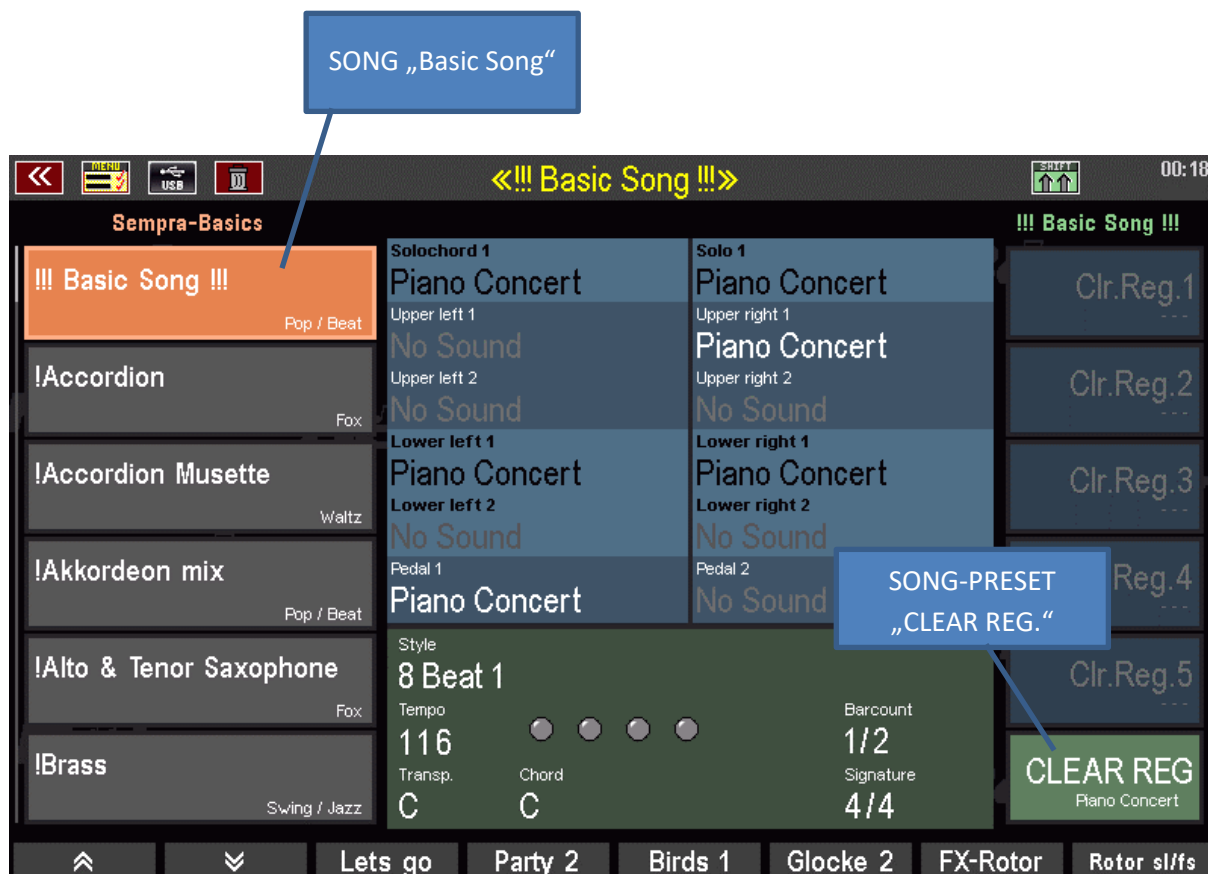 SONG „Basic Song“
MENU
USB
«!!! Basic Song !!!»
SHIFT
00:18
Sempra-Basics
!!! Basic Song !!!
!!! Basic Song !!!
Pop / Beat
!Accordion
Fox
!Accordion Musette
Waltz
!Akkordeon mix
Pop / Beat
!Alto & Tenor Saxophone
Fox
!Brass
Swing / Jazz
Solochord 1
Piano Concert
Solo 1
Piano Concert
Upper left 1
No Sound
Upper right 1
Piano Concert
Upper left 2
No Sound
Upper right 2
No Sound
Lower left 1
Piano Concert
Lower right 1
Piano Concert
Lower left 2
No Sound
Lower right 2
No Sound
Pedal 1
Piano Concert
Pedal 2
No Sound
Style
8 Beat 1
Tempo
116
Barcount
1/2
Transp.
C
Chord
C
Signature
4/4
Clr.Reg.1
---
Clr.Reg.2
---
Clr.Reg.3
---
SONG-PRESET
„CLEAR REG.“
Reg.4
---
Clr.Reg.5
---
CLEAR REG
Piano Concert
Lets go
Party 2
Birds 1
Glocke 2
FX-Rotor
Rotor sl/fs